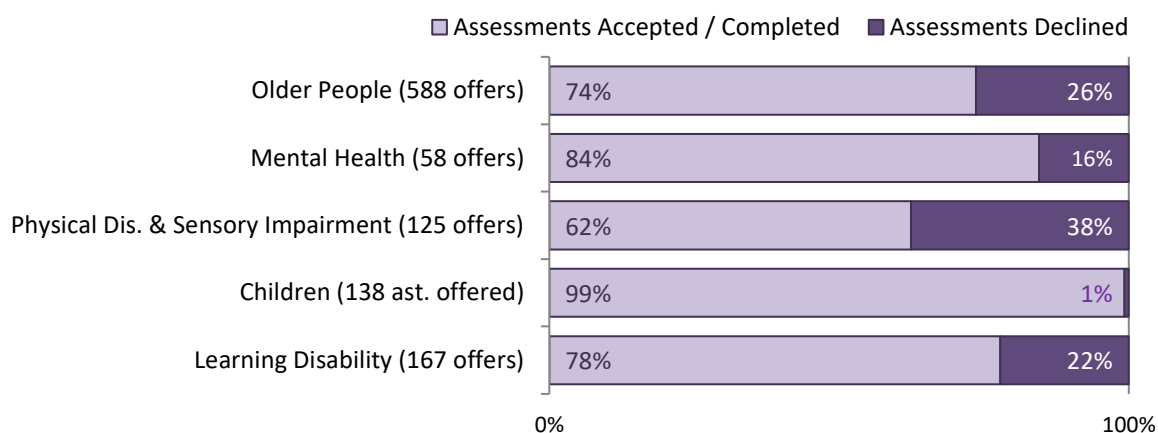 Assessments Accepted / Completed Assessments Declined
Older People (588 offers) 74% 26%
Mental Health (58 offers) 84% 16%
Physical Dis. & Sensory Impairment (125 offers) 62% 38%
Children (138 ast. offered) 99% 1%
Learning Disability (167 offers) 78% 22%
0% 100%